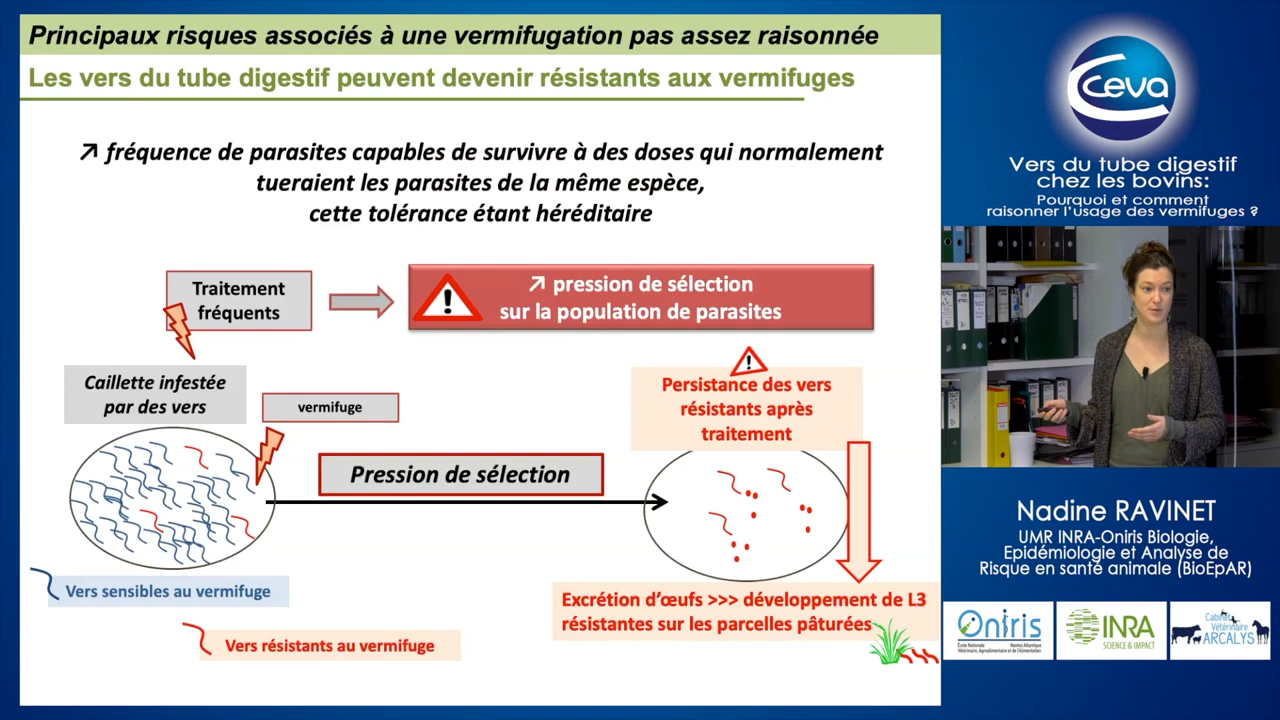 Principaux risques associés à une vermifugation pas assez raisonnée
Les vers du tube digestif peuvent devenir résistants aux vermifuges
↗ fréquence de parasites capables de survivre à des doses qui normalement
tueraient les parasites de la même espèce,
cette tolérance étant héréditaire
Traitement
fréquents
!
↗ pression de sélection
sur la population de parasites
Caillette infestée
par des vers
vermifuge
Pression de sélection
!
Persistance des vers
résistants après
traitement
Vers sensibles au vermifuge
Vers résistants au vermifuge
Excrétion d’œufs >>> développement de L3
résistantes sur les parcelles pâturées
ceva
Vers du tube digestif
chez les bovins:
Pourquoi et comment
raisonner l'usage des vermifuges ?
Nadine RAVINET
UMR INRA-Oniris Biologie,
Epidémiologie et Analyse de
Risque en santé animale (BioEpAR)
Oniris
INRA
SCIENCE & IMPACT
Cabinet
Vétérinaire
ARCALYS